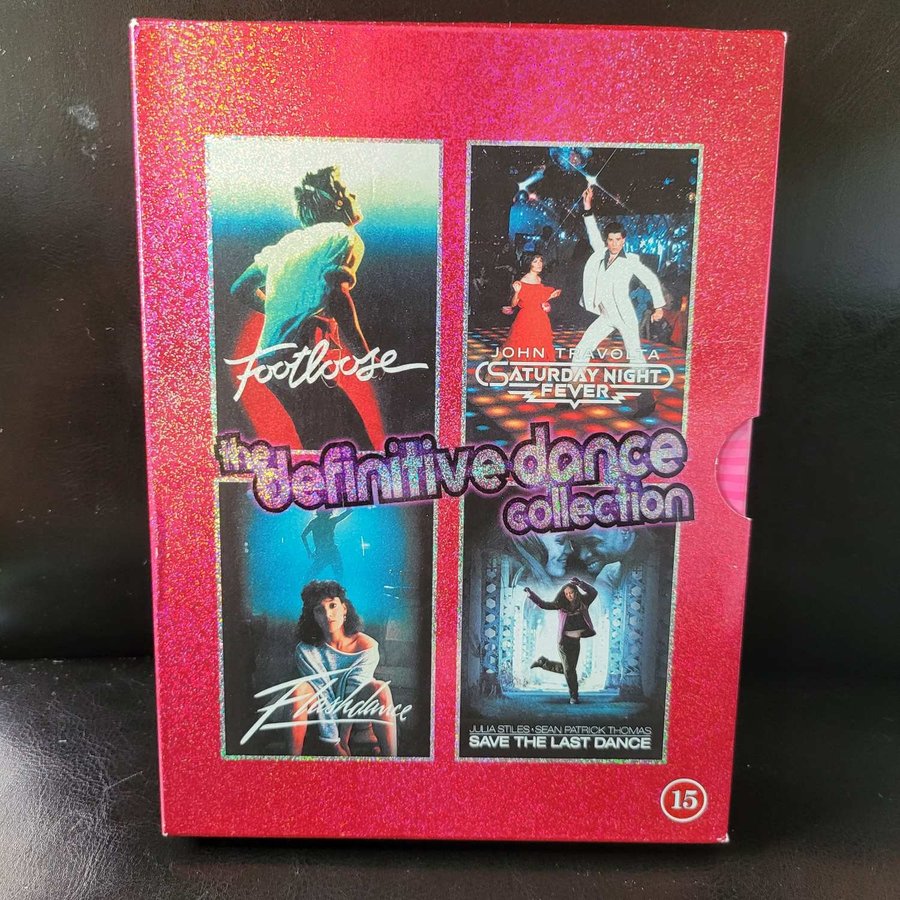 Footloose
JOHN TRAVOLTA
SATURDAY NIGHT
FEVER
the definitive dance
collection
Flashdance
JULIA STILES · SEAN PATRICK THOMAS
SAVE THE LAST DANCE
15